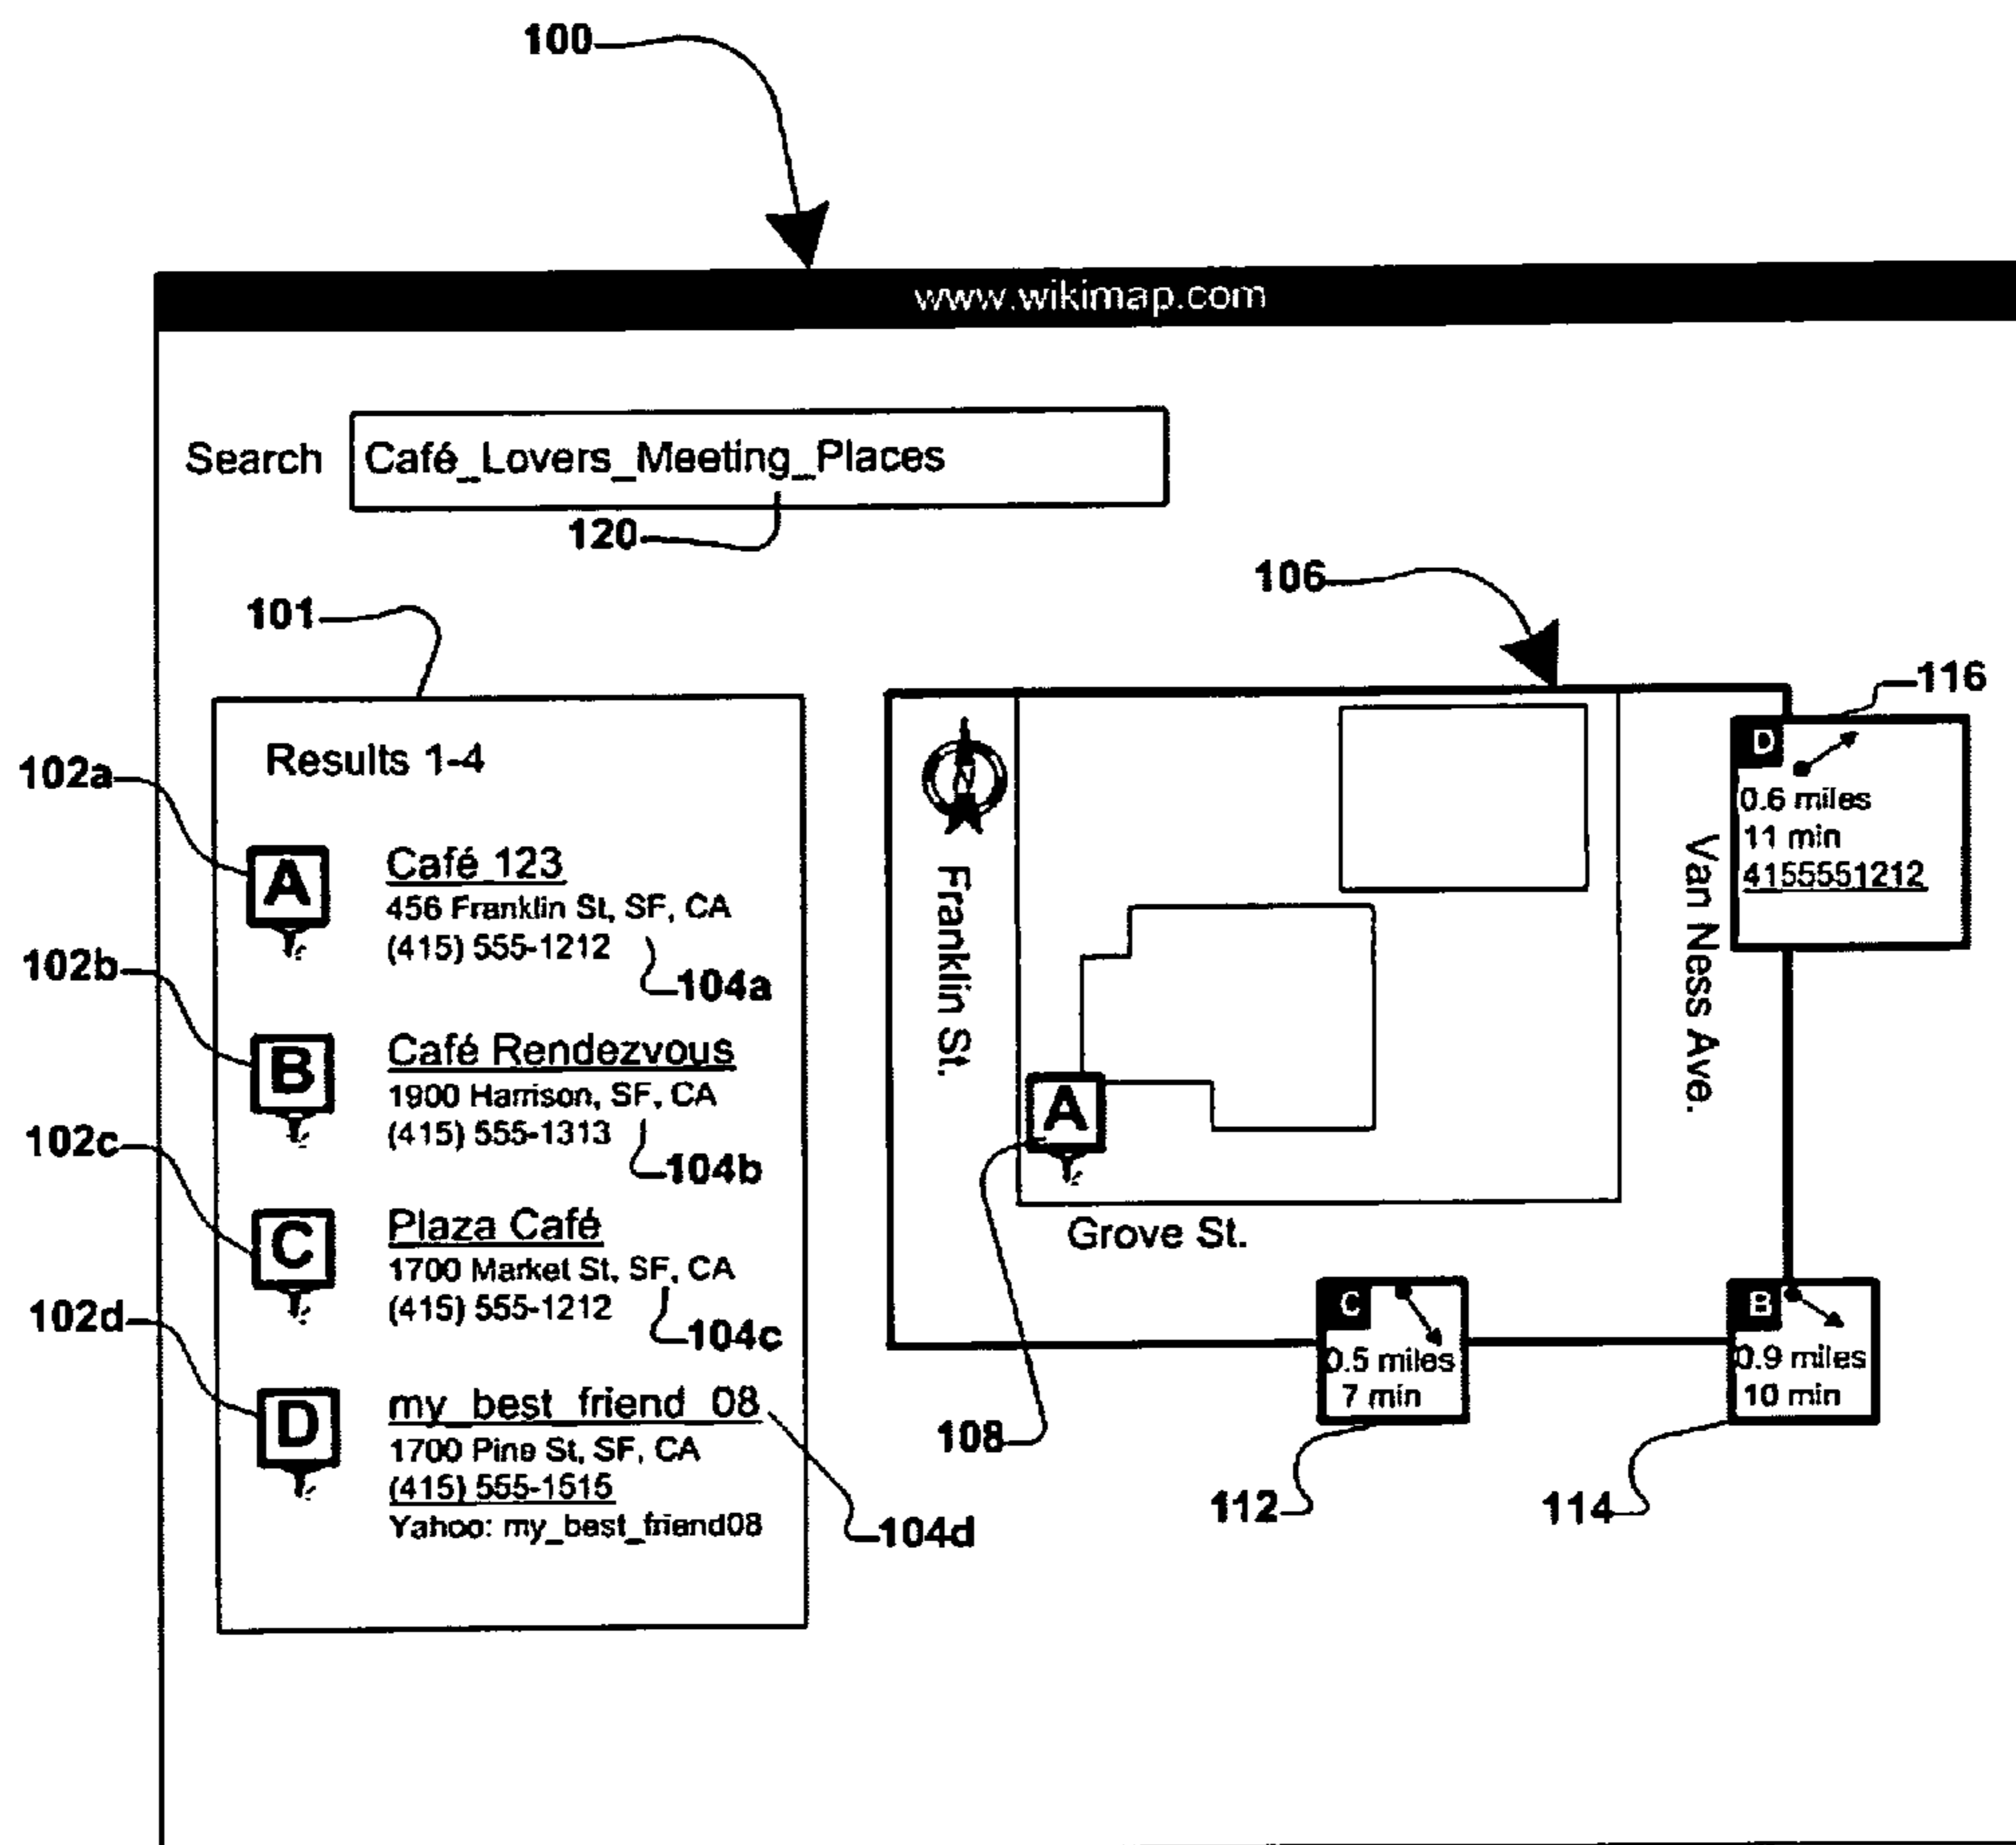 100
www.wikimap.com
Search Café_Lovers_Meeting_Places
120
106
101
116
Results 1-4
102a
A
Café 123
456 Franklin St, SF, CA
(415) 555-1212
104a
102b
B
Café Rendezvous
1900 Harrison, SF, CA
(415) 555-1313
104b
102c
C
Plaza Café
1700 Market St, SF, CA
(415) 555-1212
104c
102d
D
my_best_friend_08
1700 Pine St, SF, CA
(415) 555-1515
Yahoo: my_best_friend08
104d
N
Franklin St.
Van Ness Ave.
Grove St.
A
108
D
0.6 miles
11 min
4155551212
C
0.5 miles
7 min
112
B
0.9 miles
10 min
114